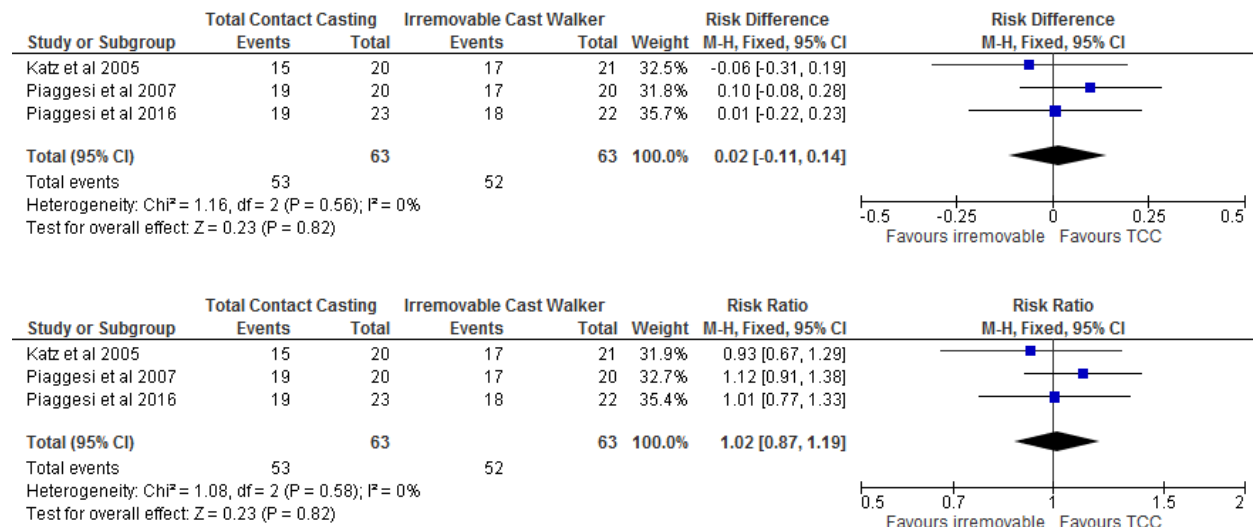 Total Contact Casting Irremovable Cast Walker Risk Difference Risk Difference
Study or Subgroup Events Total Events Total Weight M-H, Fixed, 95% CI M-H, Fixed, 95% CI
Katz et al 2005 15 20 17 21 32.5% -0.06 [-0.31, 0.19]
Piaggesi et al 2007 19 20 17 20 31.8% 0.10 [-0.08, 0.28]
Piaggesi et al 2016 19 23 18 22 35.7% 0.01 [-0.22, 0.23]
Total (95% CI) 63 63 100.0% 0.02 [-0.11, 0.14]
Total events 53 52
Heterogeneity: Chi² = 1.16, df = 2 (P = 0.56); I² = 0%
Test for overall effect: Z = 0.23 (P = 0.82)
-0.5 -0.25 0 0.25 0.5
Favours irremovable Favours TCC
Total Contact Casting Irremovable Cast Walker Risk Ratio Risk Ratio
Study or Subgroup Events Total Events Total Weight M-H, Fixed, 95% CI M-H, Fixed, 95% CI
Katz et al 2005 15 20 17 21 31.9% 0.93 [0.67, 1.29]
Piaggesi et al 2007 19 20 17 20 32.7% 1.12 [0.91, 1.38]
Piaggesi et al 2016 19 23 18 22 35.4% 1.01 [0.77, 1.33]
Total (95% CI) 63 63 100.0% 1.02 [0.87, 1.19]
Total events 53 52
Heterogeneity: Chi² = 1.08, df = 2 (P = 0.58); I² = 0%
Test for overall effect: Z = 0.23 (P = 0.82)
0.5 0.7 1 1.5 2
Favours irremovable Favours TCC